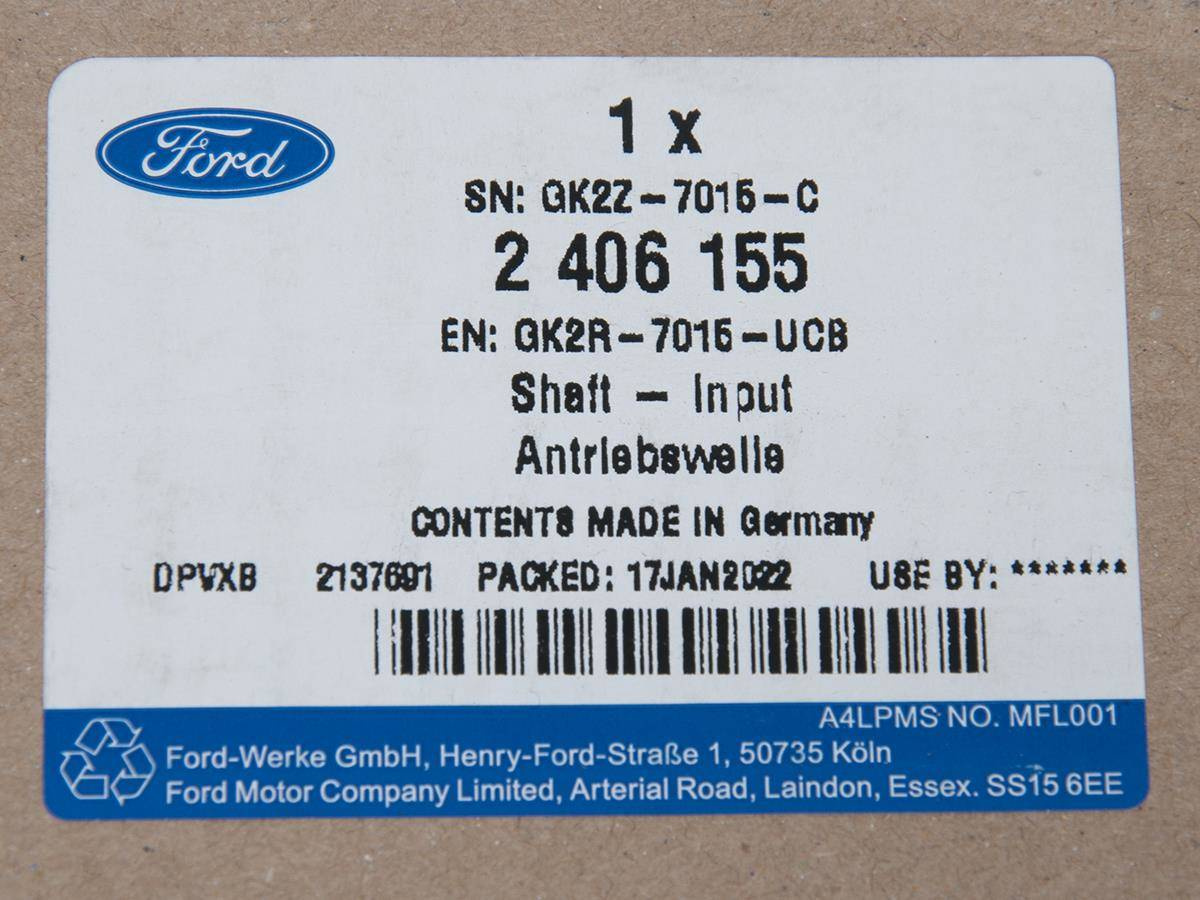 Ford
1 x
SN: GK2Z-7015-C
2 406 155
EN: GK2R-7015-UCB
Shaft - Input
Antriebswelle
CONTENTS MADE IN Germany
DPVXB 2137691 PACKED: 17JAN2022 USE BY: *******
A4LPMS NO. MFL001
Ford-Werke GmbH, Henry-Ford-Straße 1, 50735 Köln
Ford Motor Company Limited, Arterial Road, Laindon, Essex. SS15 6EE